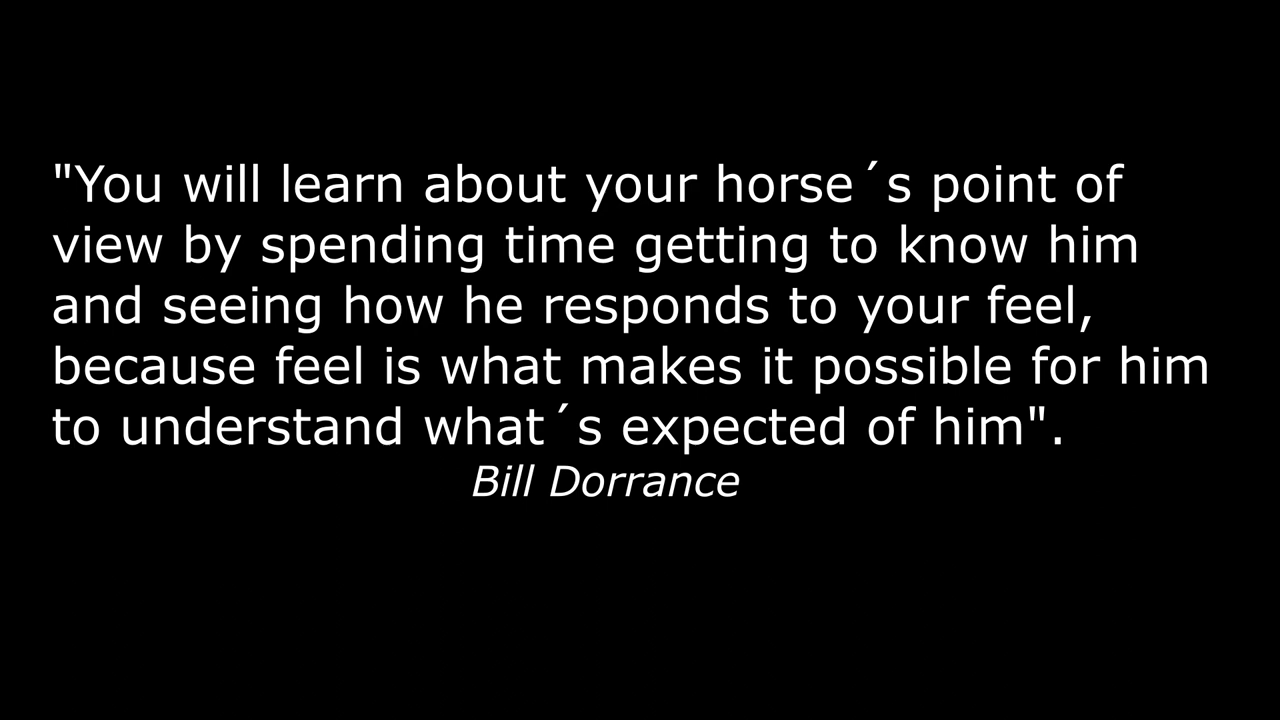 "You will learn about your horse´s point of
view by spending time getting to know him
and seeing how he responds to your feel,
because feel is what makes it possible for him
to understand what´s expected of him".
Bill Dorrance